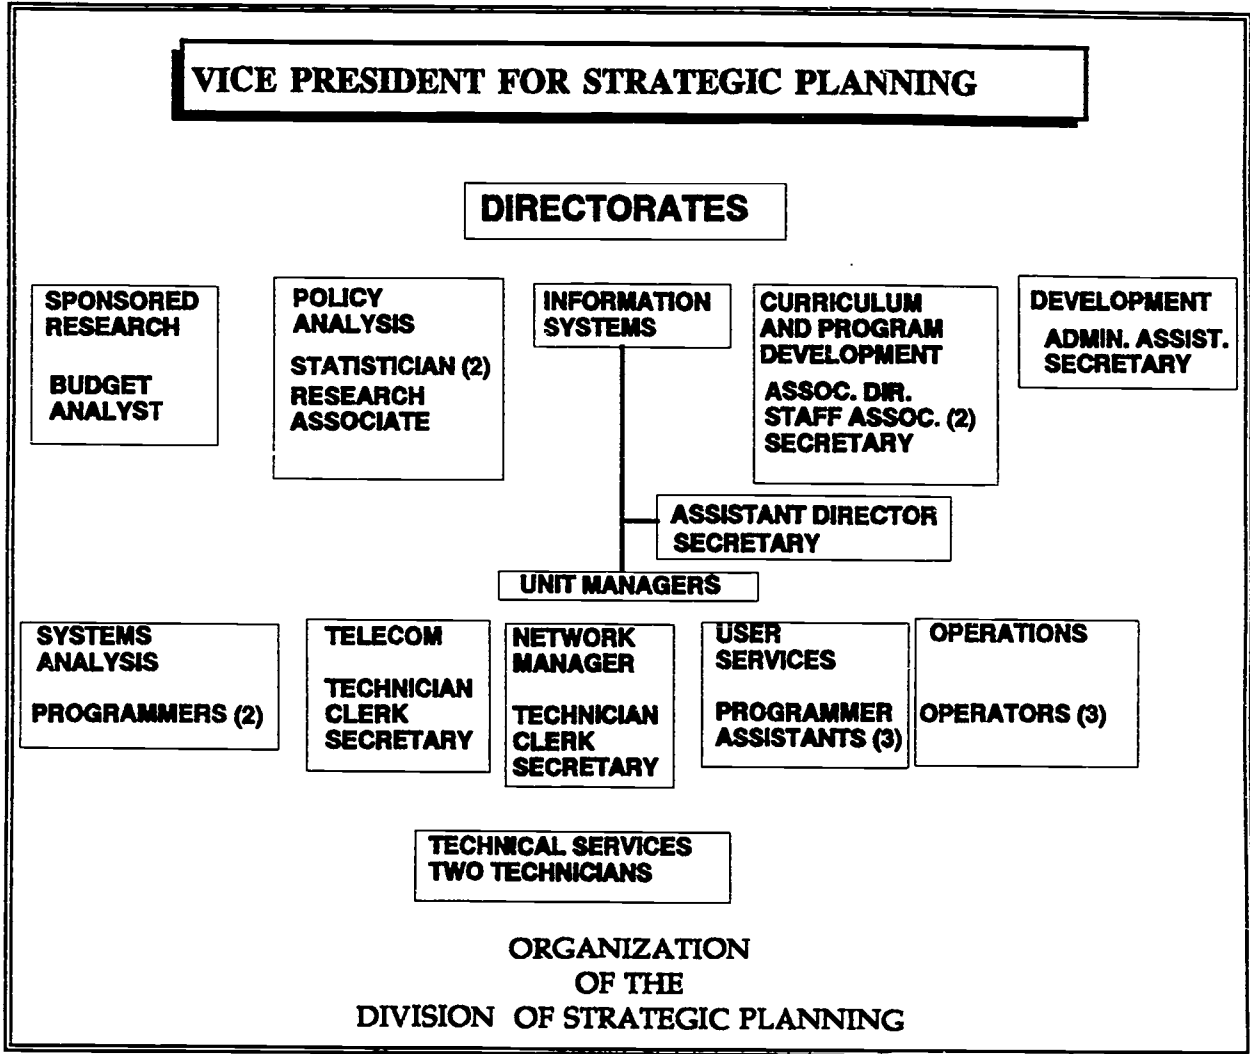 VICE PRESIDENT FOR STRATEGIC PLANNING
DIRECTORATES
SPONSORED
RESEARCH
BUDGET
ANALYST
POLICY
ANALYSIS
STATISTICIAN (2)
RESEARCH
ASSOCIATE
INFORMATION
SYSTEMS
CURRICULUM
AND PROGRAM
DEVELOPMENT
ASSOC. DIR.
STAFF ASSOC. (2)
SECRETARY
DEVELOPMENT
ADMIN. ASSIST.
SECRETARY
ASSISTANT DIRECTOR
SECRETARY
UNIT MANAGERS
SYSTEMS
ANALYSIS
PROGRAMMERS (2)
TELECOM
TECHNICIAN
CLERK
SECRETARY
NETWORK
MANAGER
TECHNICIAN
CLERK
SECRETARY
USER
SERVICES
PROGRAMMER
ASSISTANTS (3)
OPERATIONS
OPERATORS (3)
TECHNICAL SERVICES
TWO TECHNICIANS
ORGANIZATION
OF THE
DIVISION OF STRATEGIC PLANNING